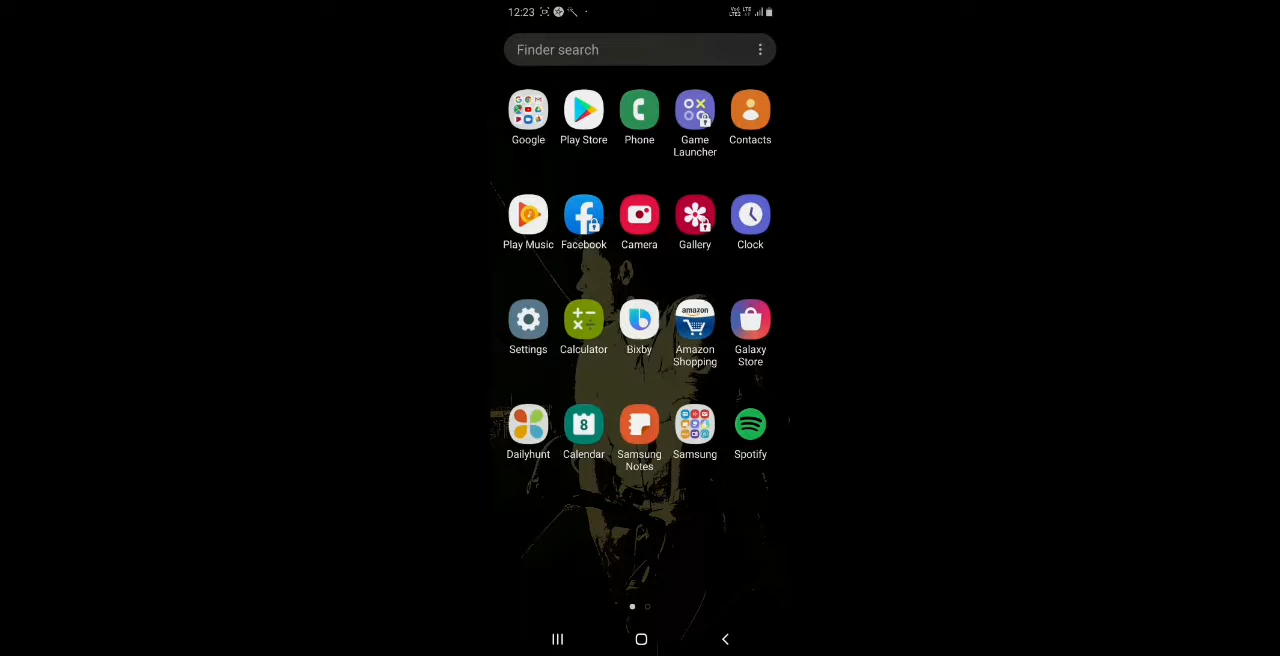 12:23
Finder search
Google Play Store Phone Game Launcher Contacts
Play Music Facebook Camera Gallery Clock
Settings Calculator Bixby amazon Amazon Shopping Galaxy Store
8
Dailyhunt Calendar Samsung Notes Samsung Spotify